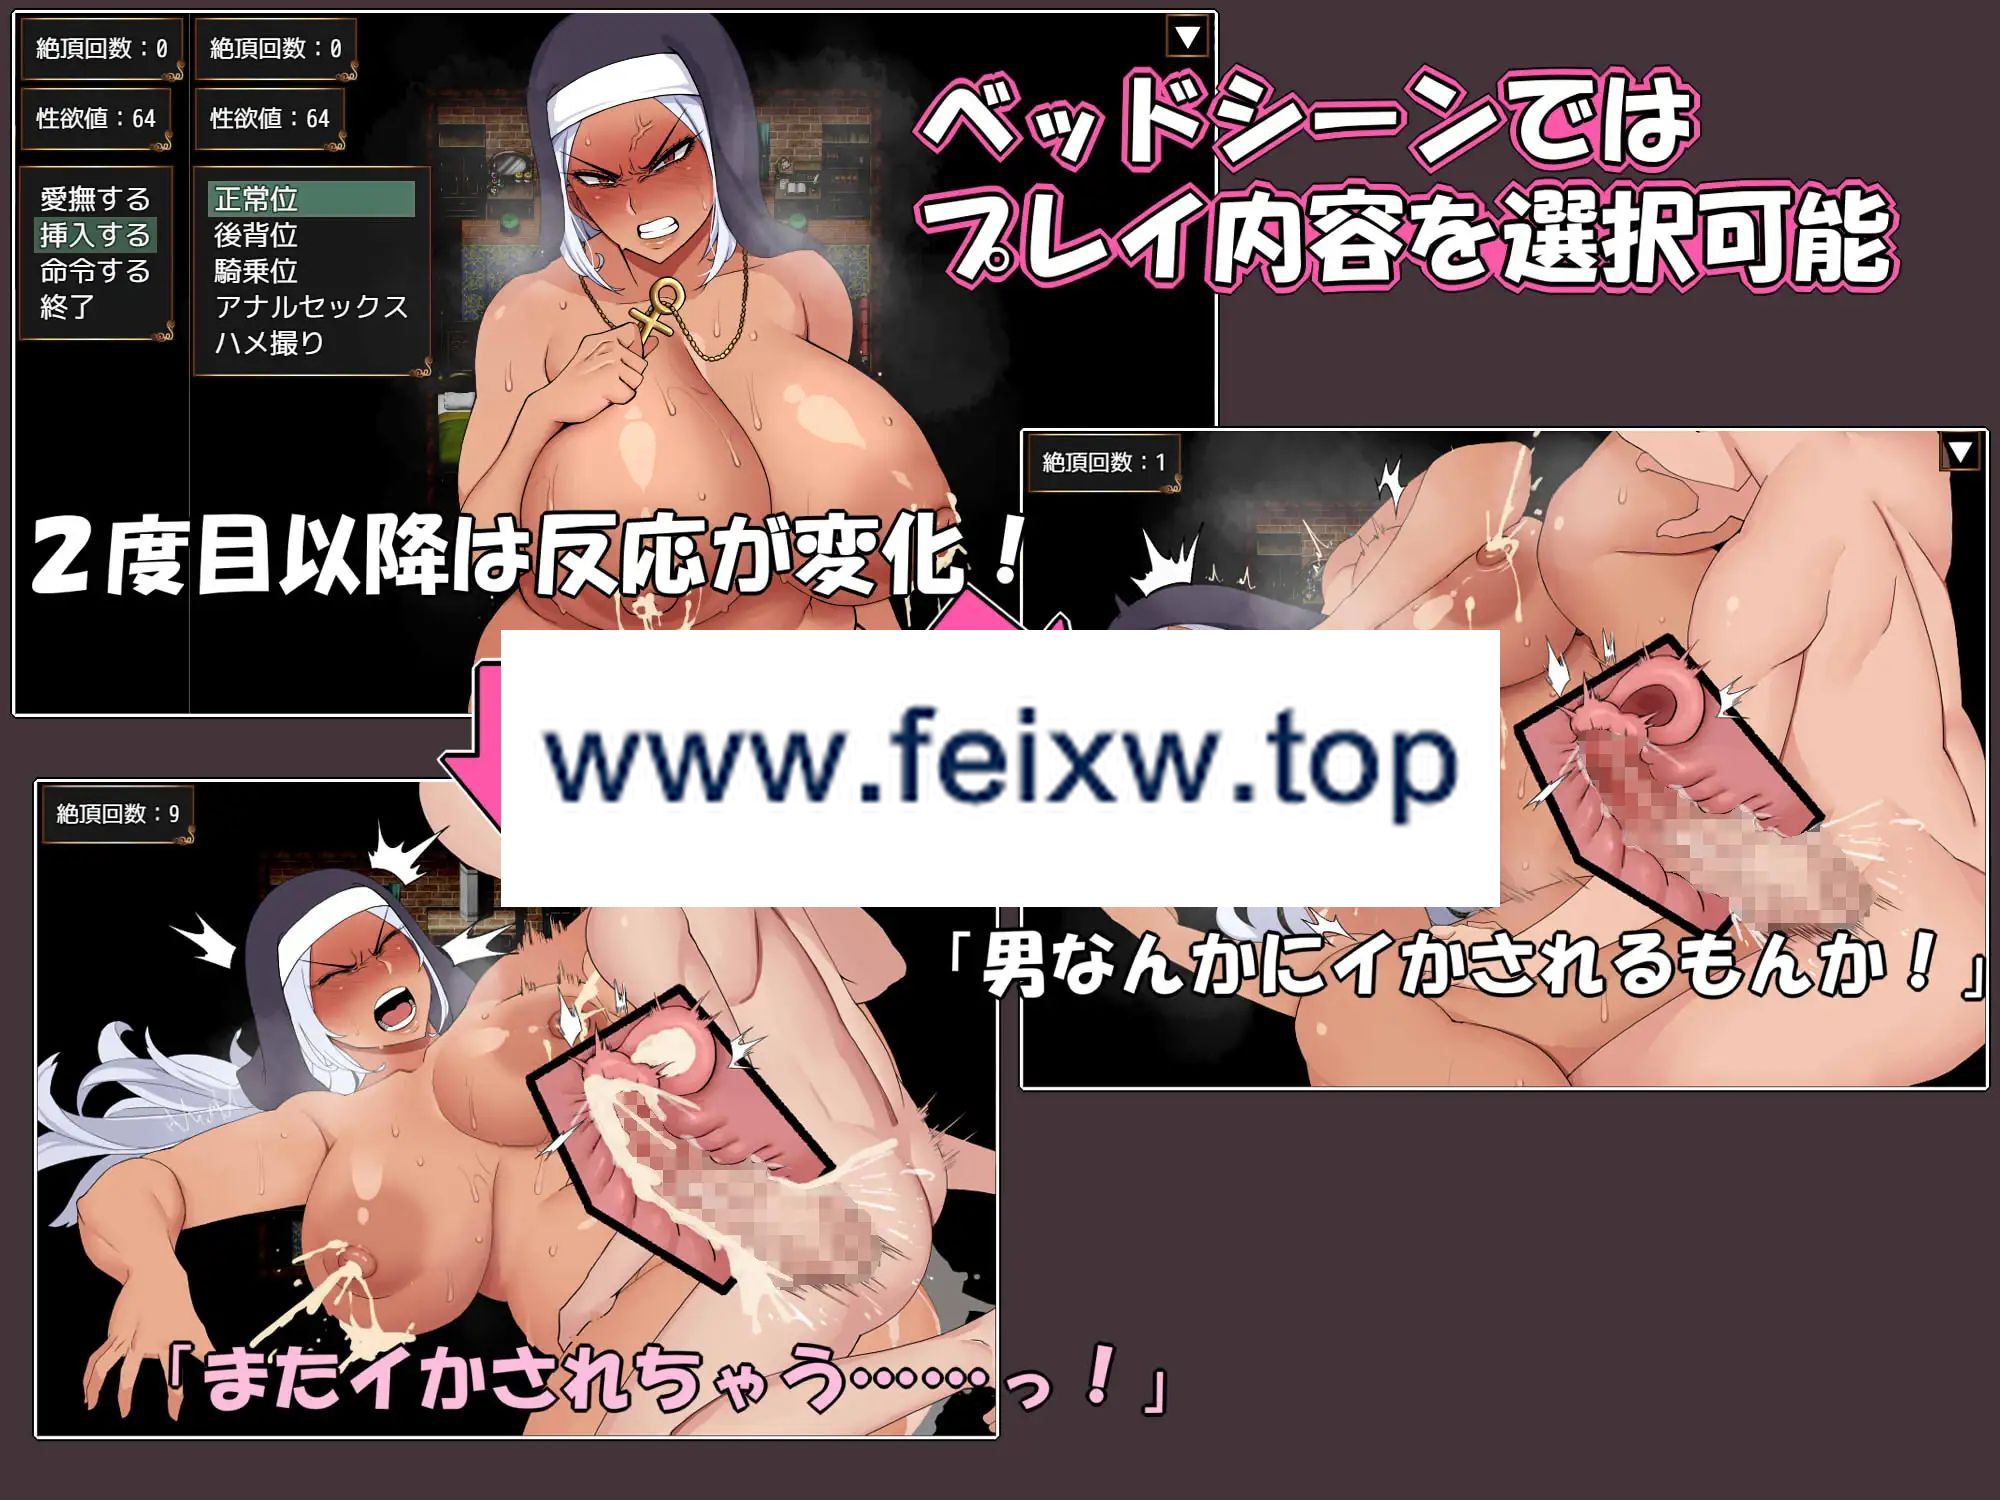 絶頂回数：0
絶頂回数：0
性欲値：64
性欲値：64
愛撫する
挿入する
命令する
終了
正常位
後背位
騎乗位
アナルセックス
ハメ撮り
▼
ベッドシーンでは
プレイ内容を選択可能
２度目以降は反応が変化！
絶頂回数：1
▼
www.feixw.top
「男なんかにイかされるもんか！」
絶頂回数：9
「またイかされちゃう……っ！」